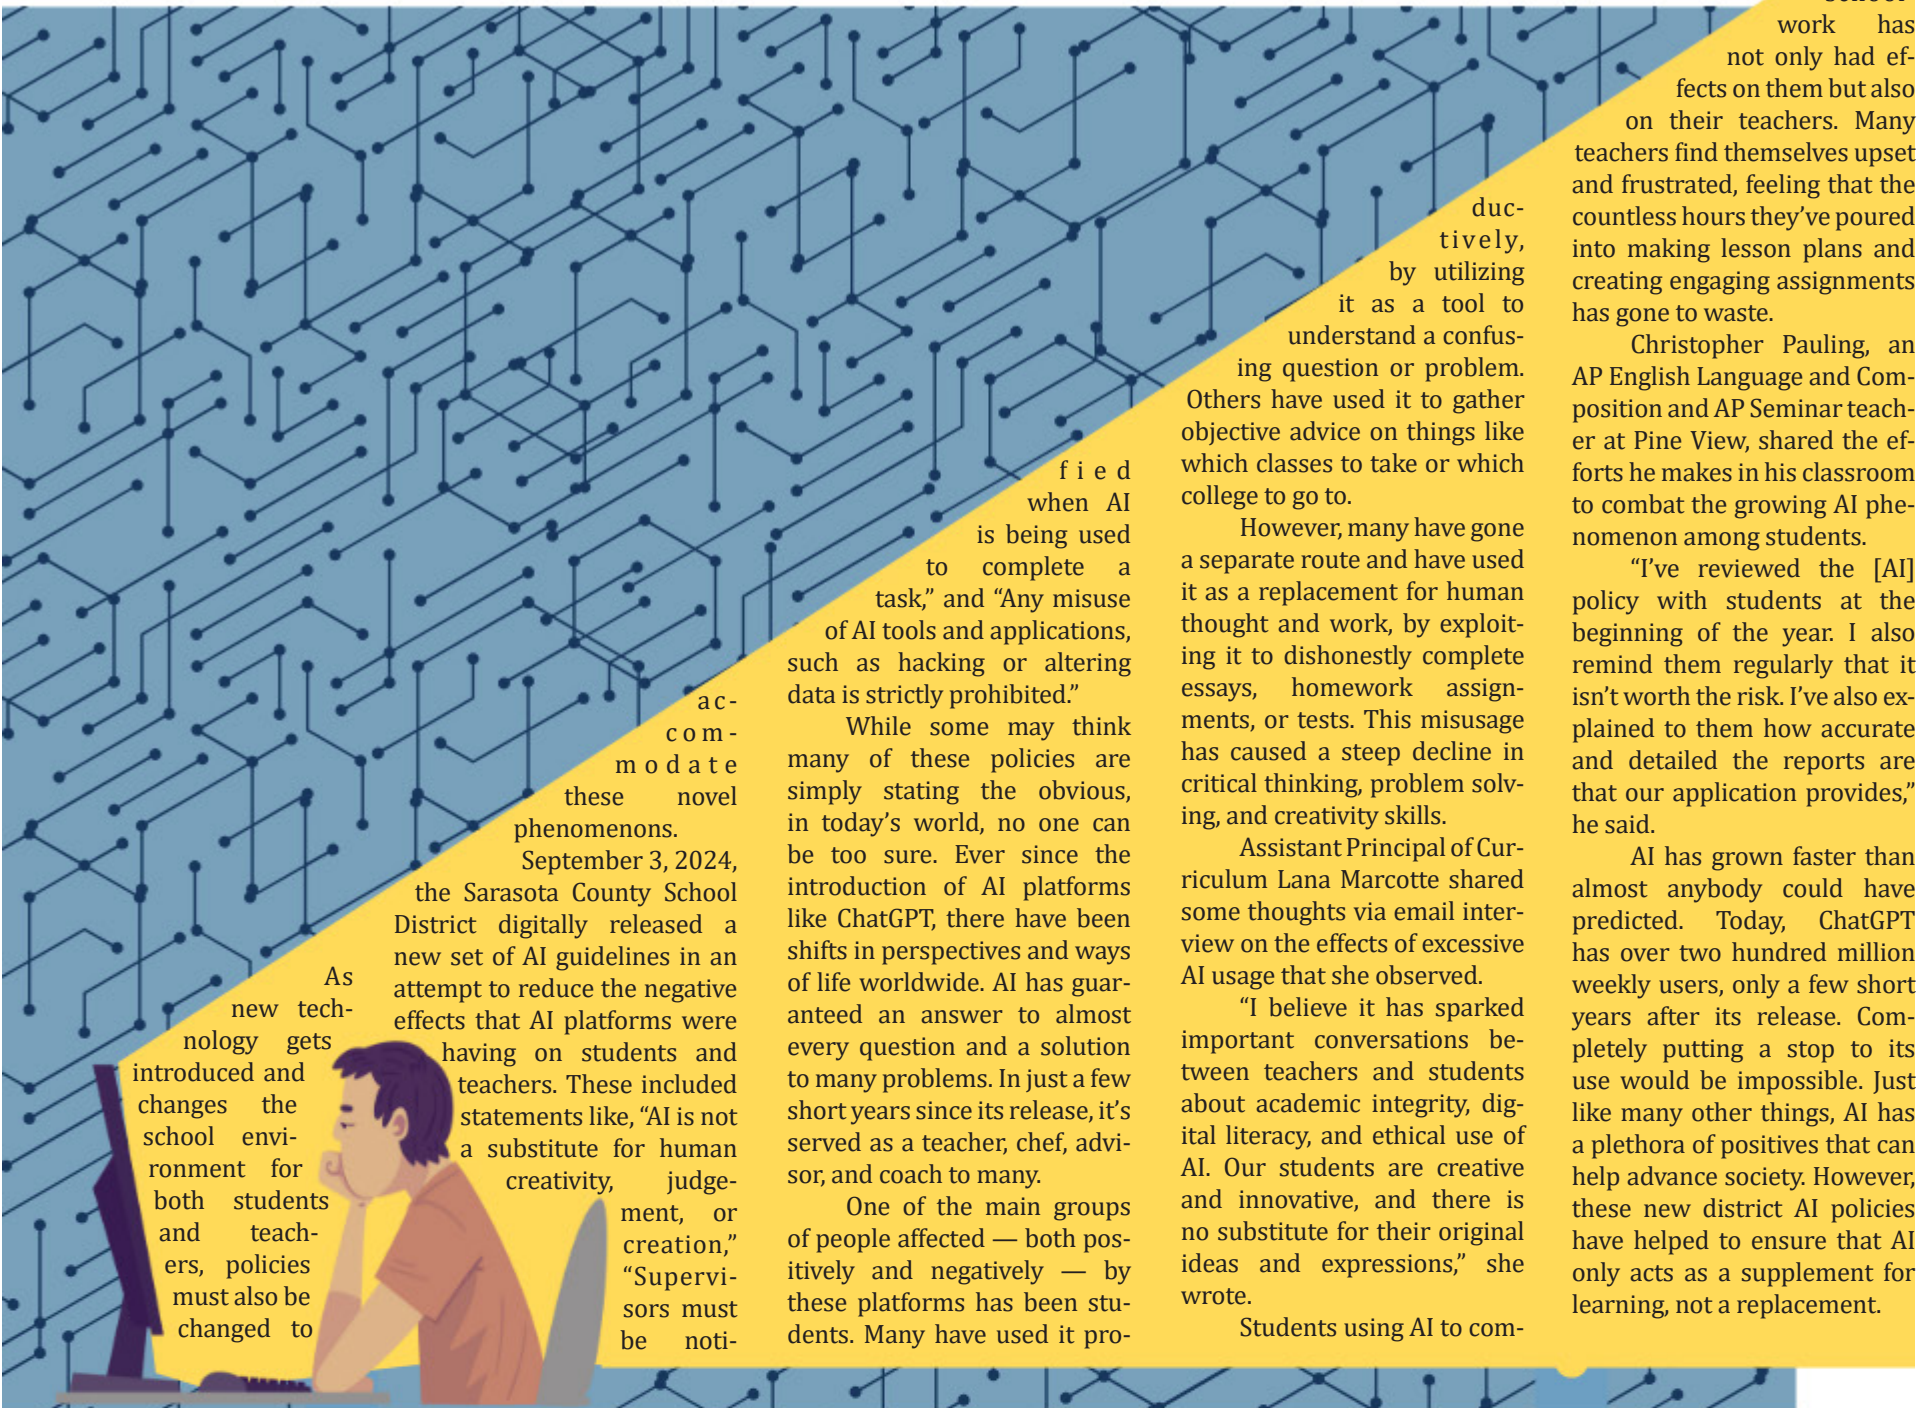 As
new tech-
nology gets
introduced and
changes the
school envi-
ronment for
both students
and teach-
ers, policies
must also be
changed to
ac-
com-
modate
these novel
phenomenons.
September 3, 2024,
the Sarasota County School
District digitally released a
new set of AI guidelines in an
attempt to reduce the negative
effects that AI platforms were
having on students and
teachers. These included
statements like, “AI is not
a substitute for human
creativity, judge-
ment, or
creation,”
“Supervi-
sors must
be noti-
fied
when AI
is being used
to complete a
task,” and “Any misuse
of AI tools and applications,
such as hacking or altering
data is strictly prohibited.”
While some may think
many of these policies are
simply stating the obvious,
in today’s world, no one can
be too sure. Ever since the
introduction of AI platforms
like ChatGPT, there have been
shifts in perspectives and ways
of life worldwide. AI has guar-
anteed an answer to almost
every question and a solution
to many problems. In just a few
short years since its release, it’s
served as a teacher, chef, advi-
sor, and coach to many.
One of the main groups
of people affected — both pos-
itively and negatively — by
these platforms has been stu-
dents. Many have used it pro-
duc-
tively,
by utilizing
it as a tool to
understand a confus-
ing question or problem.
Others have used it to gather
objective advice on things like
which classes to take or which
college to go to.
However, many have gone
a separate route and have used
it as a replacement for human
thought and work, by exploit-
ing it to dishonestly complete
essays, homework assign-
ments, or tests. This misusage
has caused a steep decline in
critical thinking, problem solv-
ing, and creativity skills.
Assistant Principal of Cur-
riculum Lana Marcotte shared
some thoughts via email inter-
view on the effects of excessive
AI usage that she observed.
“I believe it has sparked
important conversations be-
tween teachers and students
about academic integrity, dig-
ital literacy, and ethical use of
AI. Our students are creative
and innovative, and there is
no substitute for their original
ideas and expressions,” she
wrote.
Students using AI to com-
work has
not only had ef-
fects on them but also
on their teachers. Many
teachers find themselves upset
and frustrated, feeling that the
countless hours they’ve poured
into making lesson plans and
creating engaging assignments
has gone to waste.
Christopher Pauling, an
AP English Language and Com-
position and AP Seminar teach-
er at Pine View, shared the ef-
forts he makes in his classroom
to combat the growing AI phe-
nomenon among students.
“I’ve reviewed the [AI]
policy with students at the
beginning of the year. I also
remind them regularly that it
isn’t worth the risk. I’ve also ex-
plained to them how accurate
and detailed the reports are
that our application provides,”
he said.
AI has grown faster than
almost anybody could have
predicted. Today, ChatGPT
has over two hundred million
weekly users, only a few short
years after its release. Com-
pletely putting a stop to its
use would be impossible. Just
like many other things, AI has
a plethora of positives that can
help advance society. However,
these new district AI policies
have helped to ensure that AI
only acts as a supplement for
learning, not a replacement.